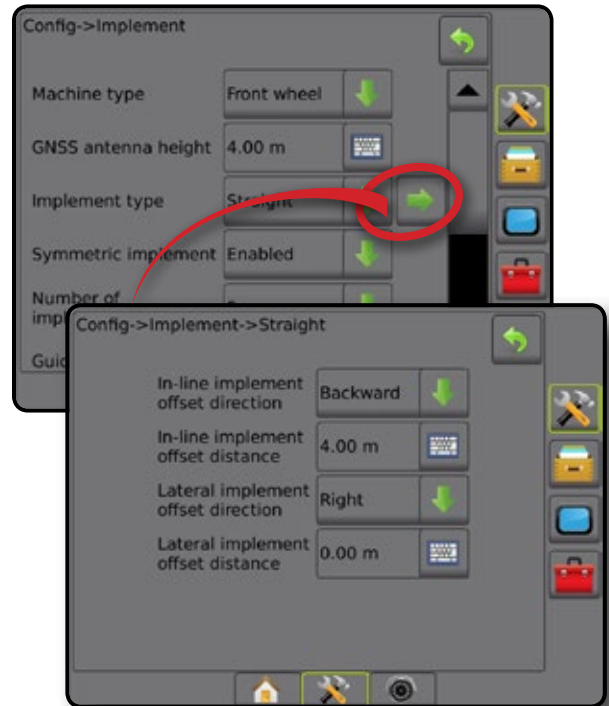 Config->Implement
Machine type
Front wheel
GNSS antenna height
4.00 m
Implement type
Straight
Symmetric implement
Enabled
Number of
Config->Implement->Straight
In-line implement
offset direction
Backward
In-line implement
offset distance
4.00 m
Lateral implement
offset direction
Right
Lateral implement
offset distance
0.00 m